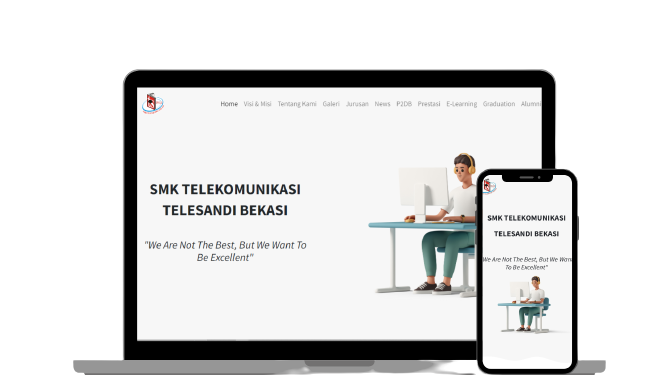 Home Visi & Misi Tentang Kami Galeri Jurusan News P2DB Prestasi E-Learning Graduation Alumni
SMK TELEKOMUNIKASI
TELESANDI BEKASI
"We Are Not The Best, But We Want To
Be Excellent"
SMK TELEKOMUNIKASI
TELESANDI BEKASI
"We Are Not The Best, But We Want
To Be Excellent"